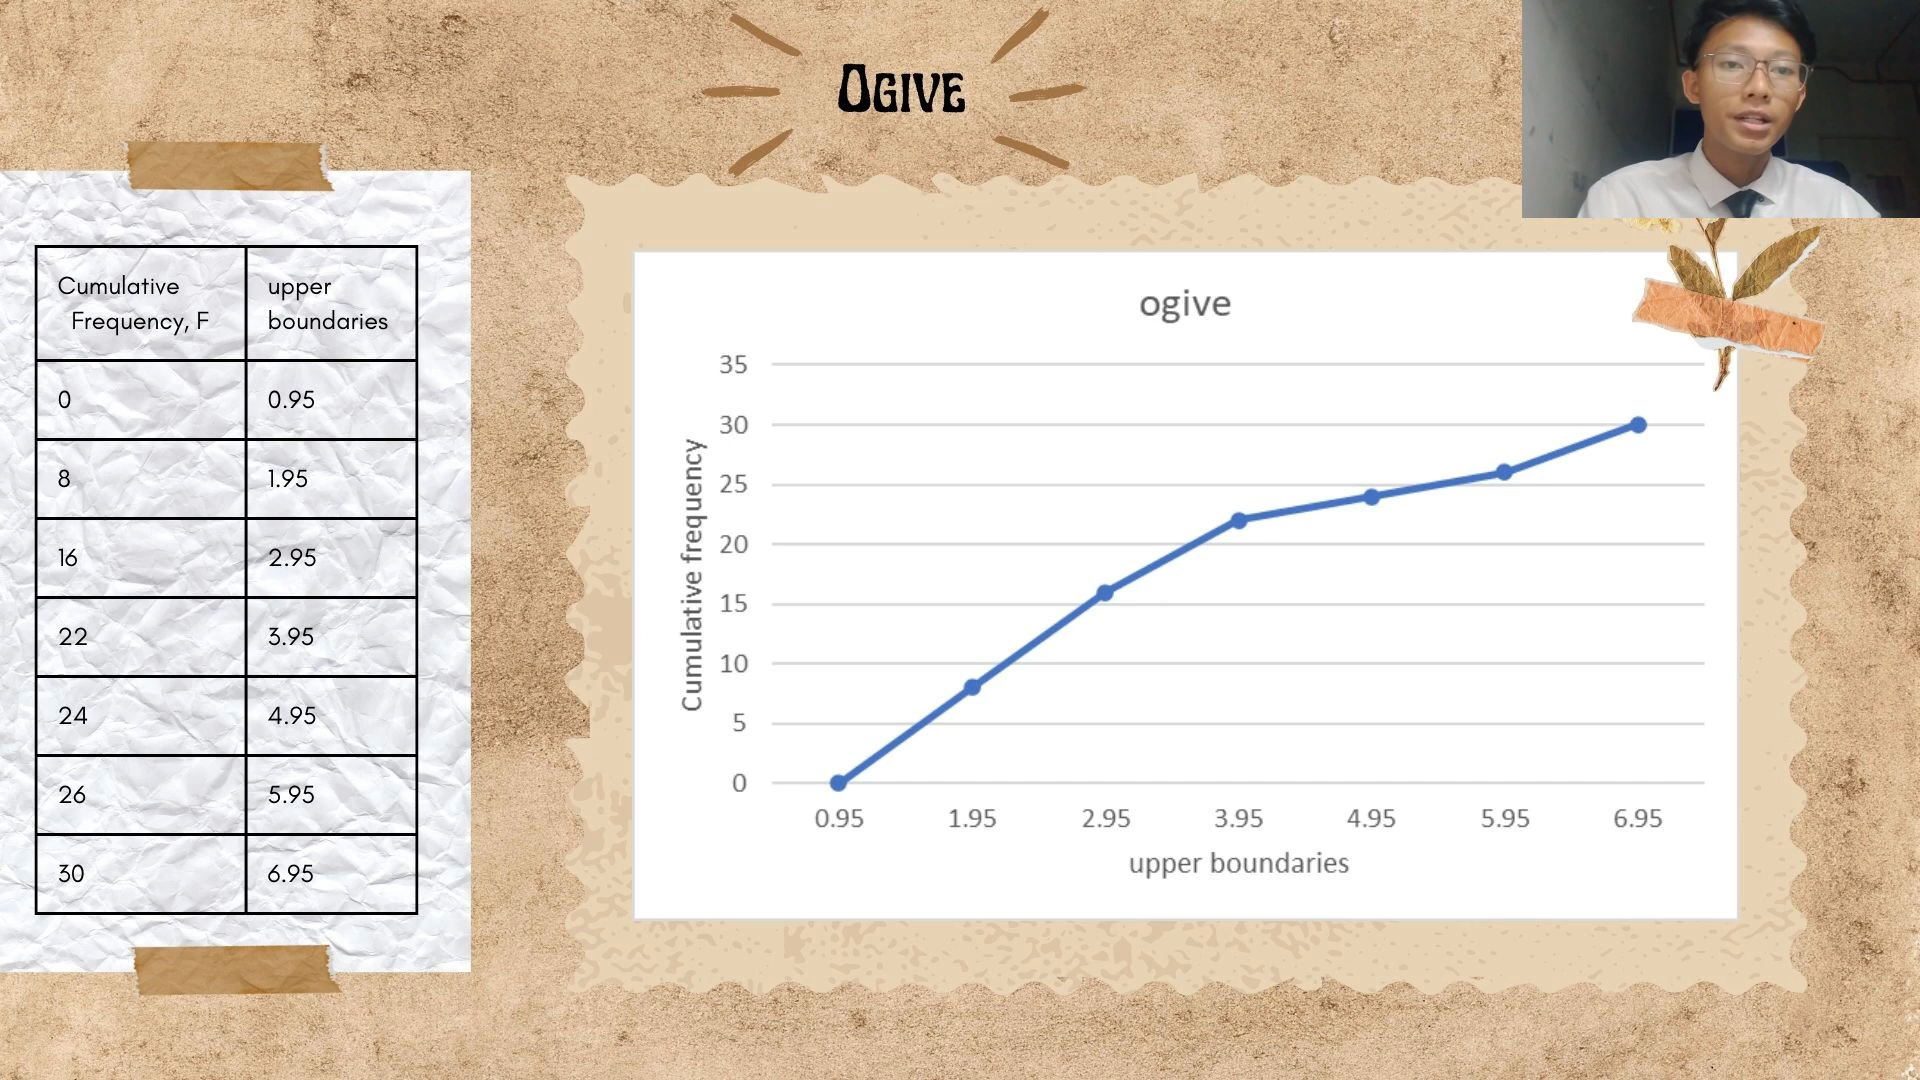 Ogive
Cumulative
Frequency, F
upper
boundaries
0
0.95
8
1.95
16
2.95
22
3.95
24
4.95
26
5.95
30
6.95
ogive
Cumulative frequency
35
30
25
20
15
10
5
0
0.95 1.95 2.95 3.95 4.95 5.95 6.95
upper boundaries